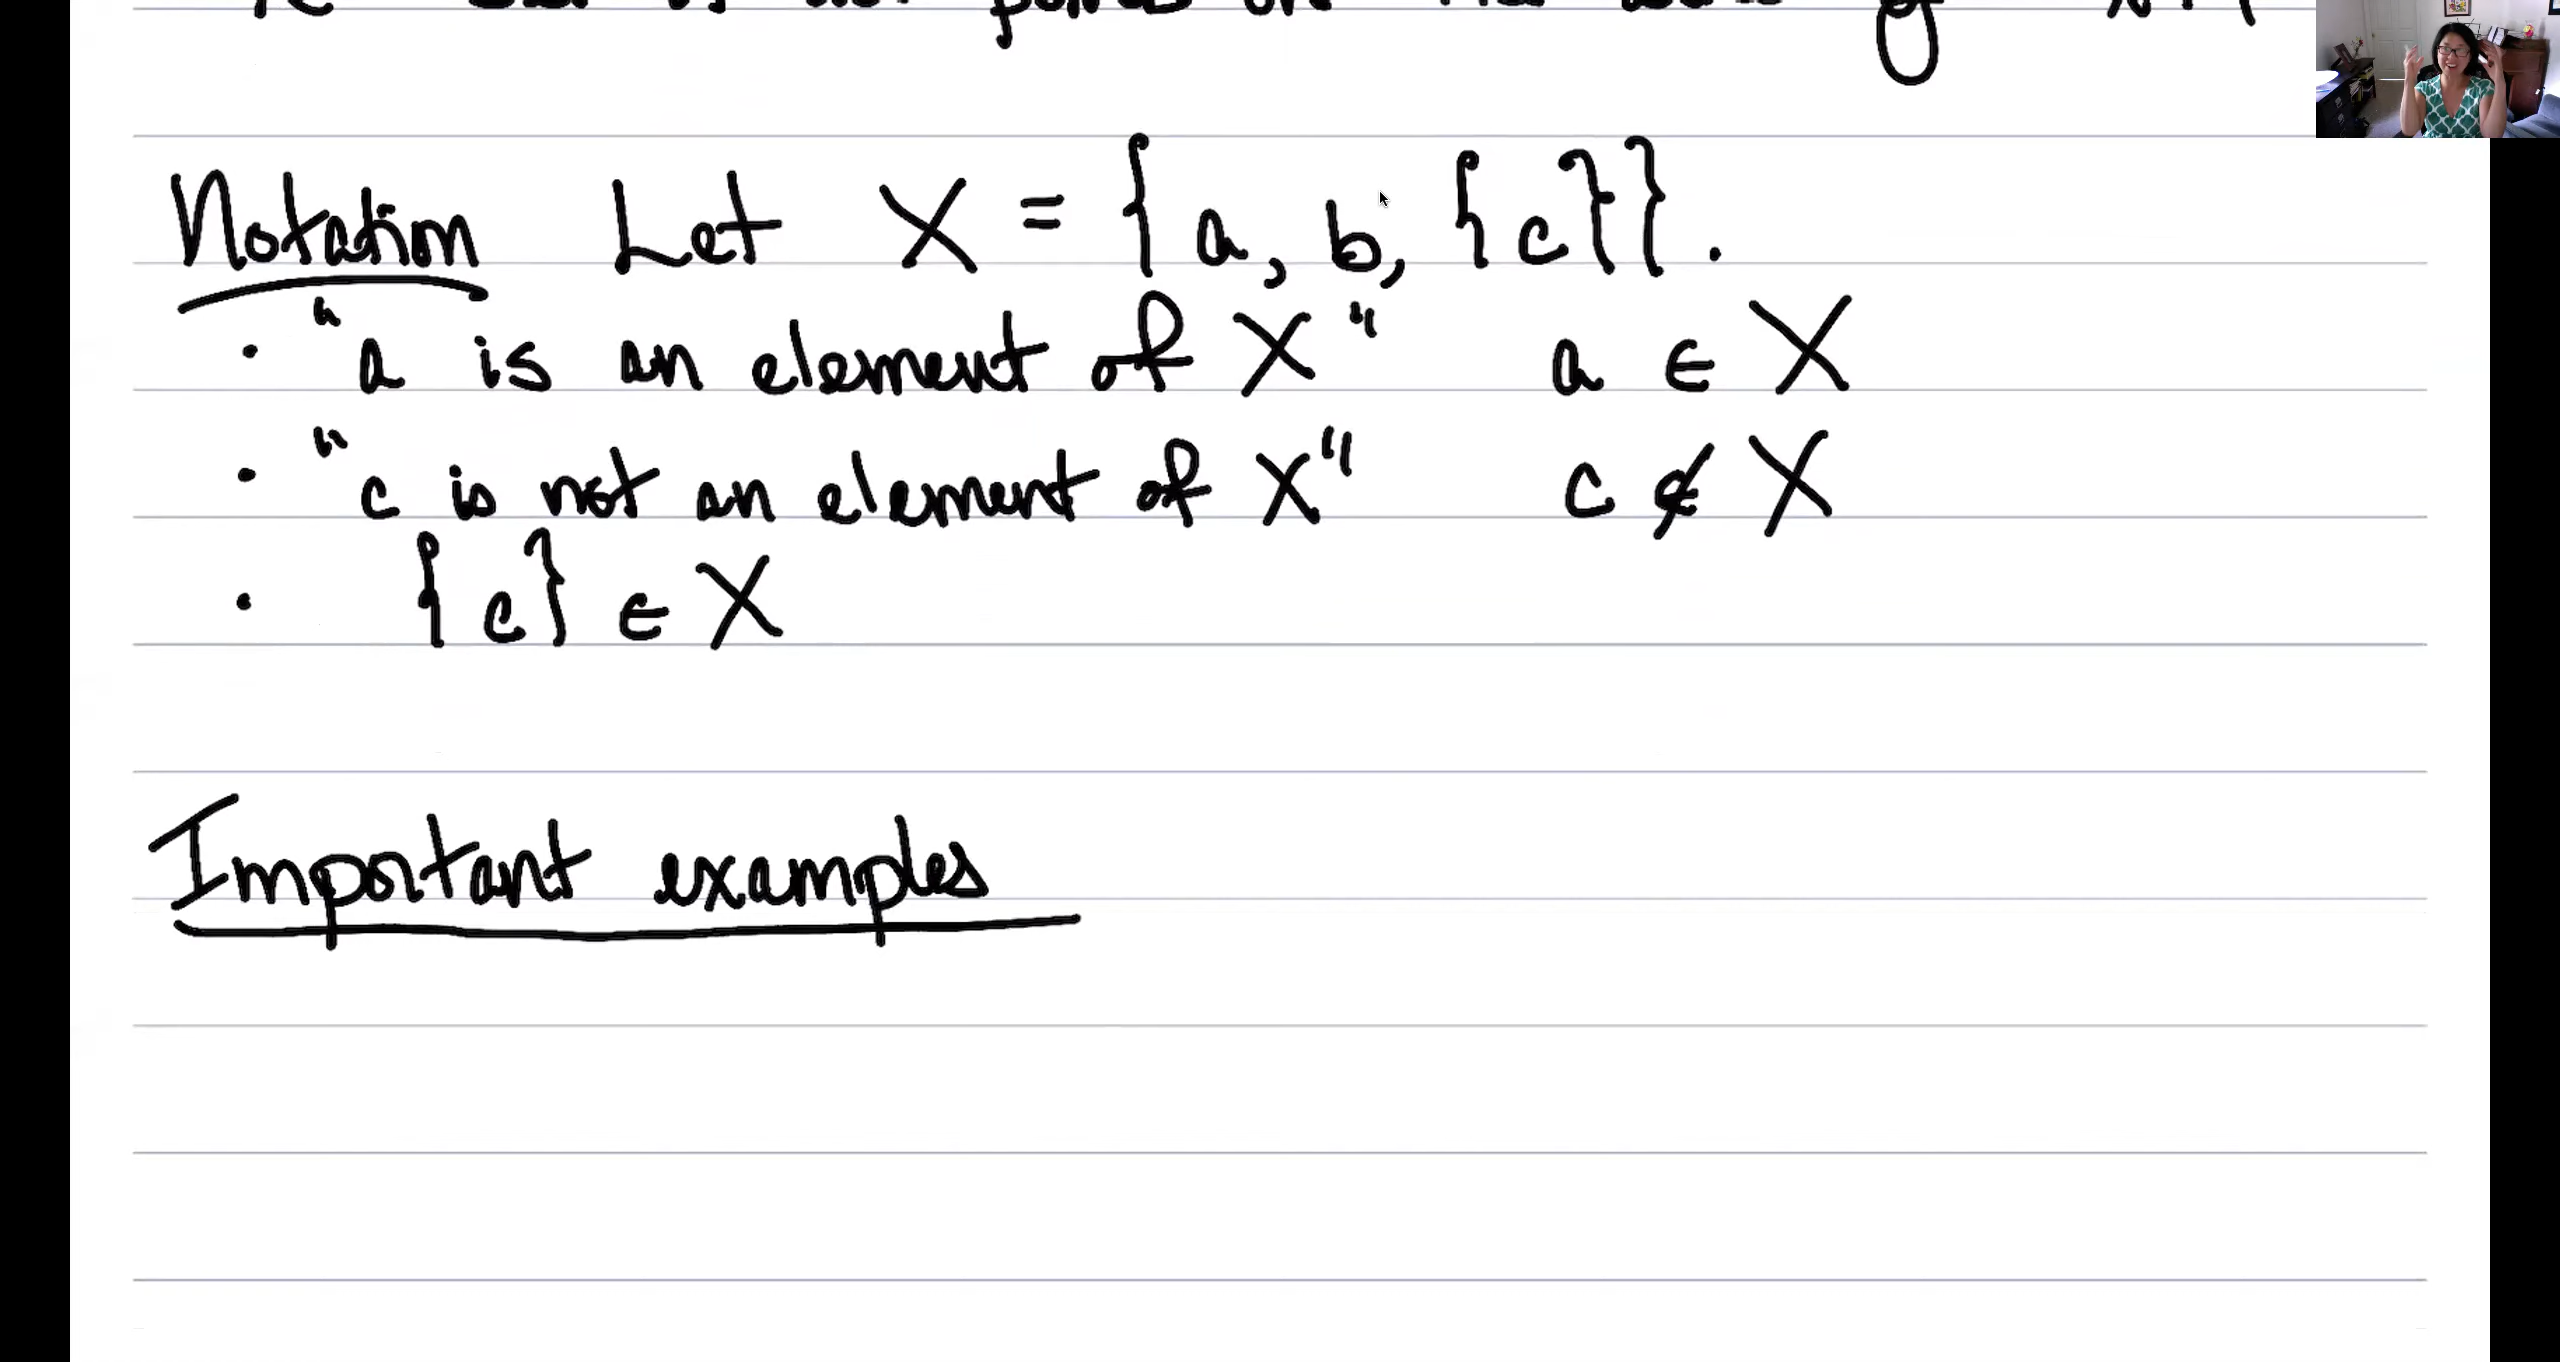 Notation Let X = {a, b, {c}}.
· "a is an element of X" a ∈ X
· "c is not an element of X" c ∉ X
· {c} ∈ X
Important examples